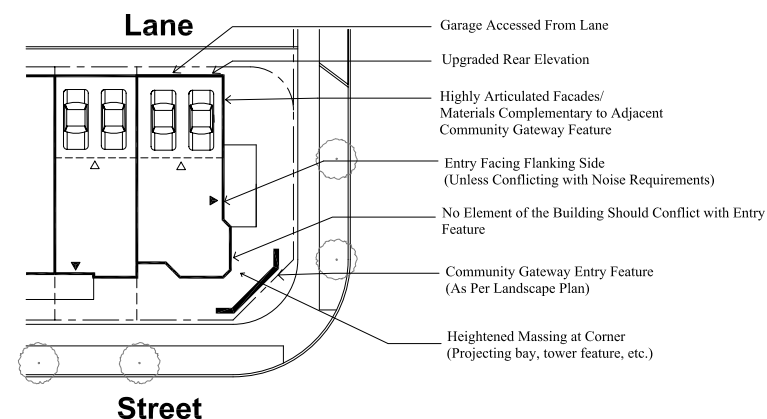 Lane
Garage Accessed From Lane
Upgraded Rear Elevation
Highly Articulated Facades/
Materials Complementary to Adjacent
Community Gateway Feature
Entry Facing Flanking Side
(Unless Conflicting with Noise Requirements)
No Element of the Building Should Conflict with Entry
Feature
Community Gateway Entry Feature
(As Per Landscape Plan)
Heightened Massing at Corner
(Projecting bay, tower feature, etc.)
Street